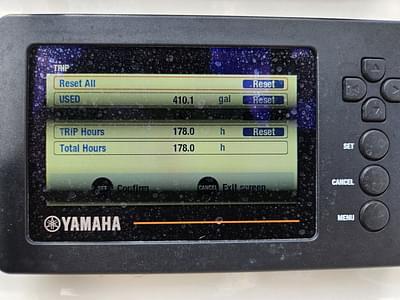 TRIP
Reset All Reset
USED 410.1 gal Reset
TRIP Hours 178.0 h Reset
Total Hours 178.0 h
SET Confirm CANCEL Exit screen
YAMAHA
SET
CANCEL
MENU